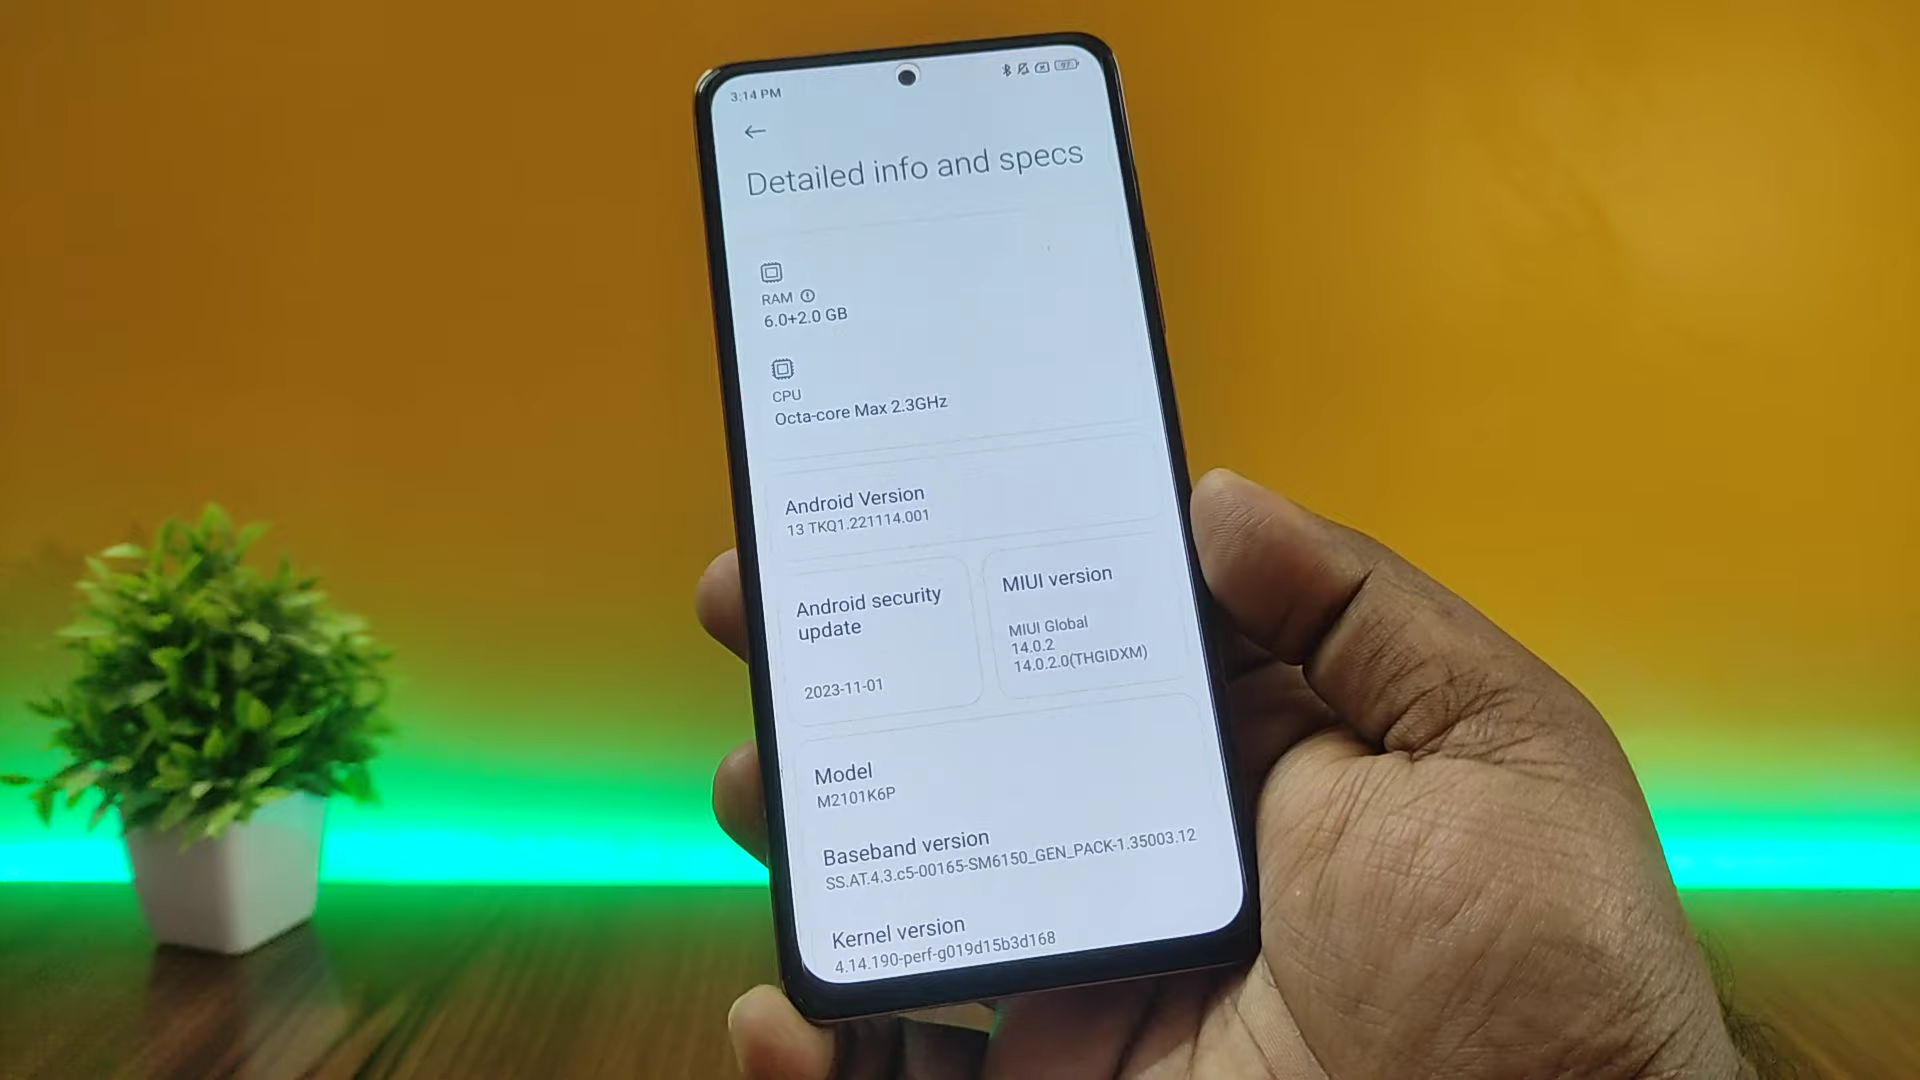 3:14 PM
97
Detailed info and specs
RAM
6.0+2.0 GB
CPU
Octa-core Max 2.3GHz
Android Version
13 TKQ1.221114.001
Android security
update
2023-11-01
MIUI version
MIUI Global
14.0.2
14.0.2.0(THGIDXM)
Model
M2101K6P
Baseband version
SS.AT.4.3.c5-00165-SM6150_GEN_PACK-1.35003.12
Kernel version
4.14.190-perf-g019d15b3d168